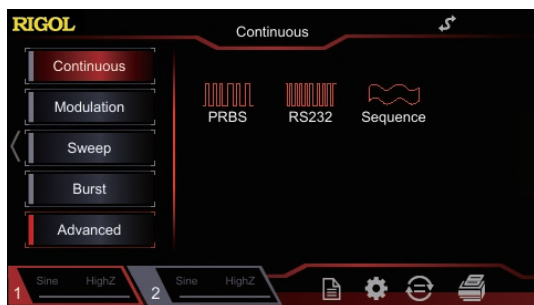 RIGOL
Continuous
Continuous
Modulation
Sweep
Burst
Advanced
PRBS
RS232
Sequence
1
Sine
HighZ
2
Sine
HighZ